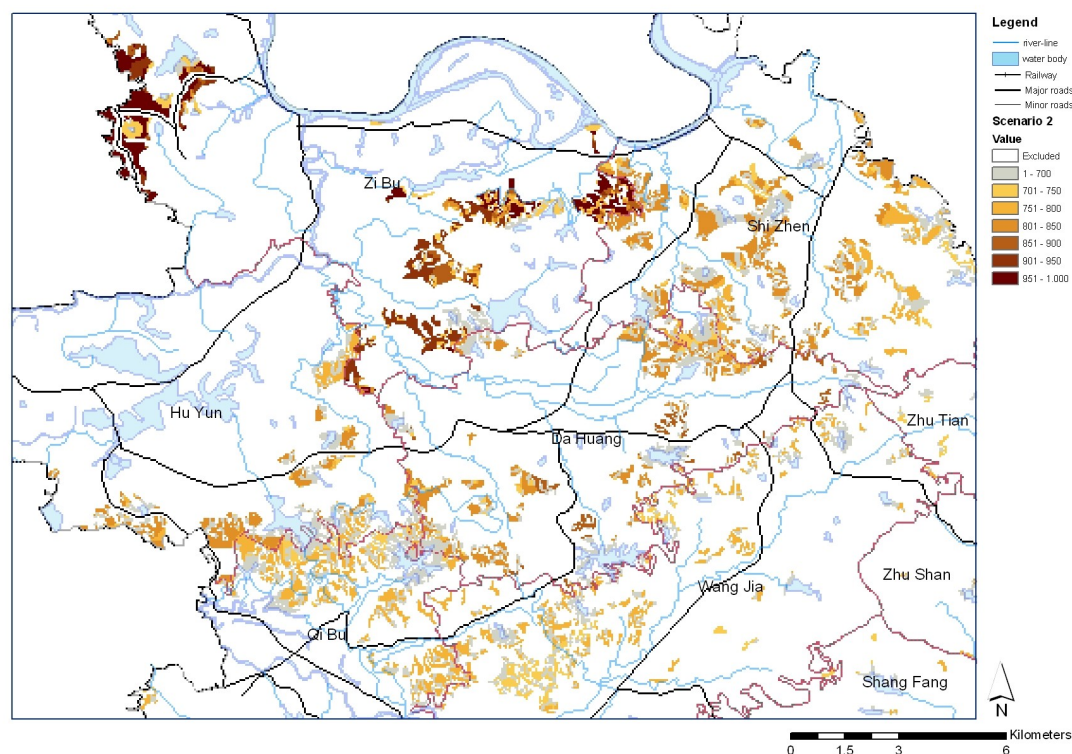 Legend
river-line
water body
Railway
Major roads
Minor roads
Scenario 2
Value
Excluded
1 - 700
701 - 750
751 - 800
801 - 850
851 - 900
901 - 950
951 - 1.000
Zi Bu
Shi Zhen
Hu Yun
Da Huang
Zhu Tian
Zhu Shan
Wang Jia
Qi Bu
Shang Fang
N
Kilometers
0 1.5 3 6